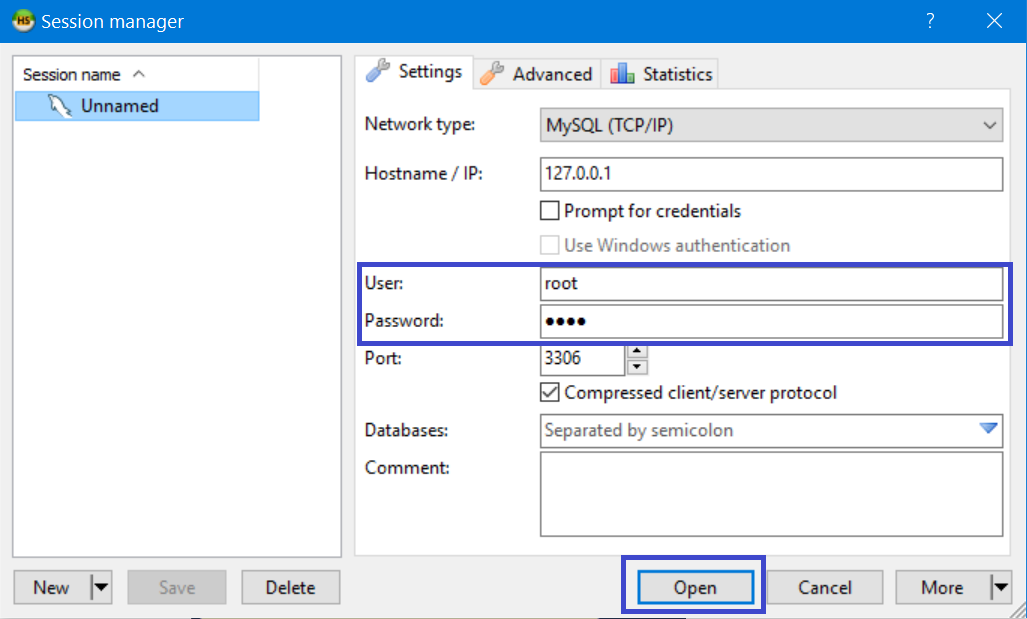 HS Session manager ?
Session name
Unnamed
Settings Advanced Statistics
Network type: MySQL (TCP/IP)
Hostname / IP: 127.0.0.1
Prompt for credentials
Use Windows authentication
User: root
Password: ●●●●
Port: 3306
Compressed client/server protocol
Databases: Separated by semicolon
Comment:
New Save Delete Open Cancel More